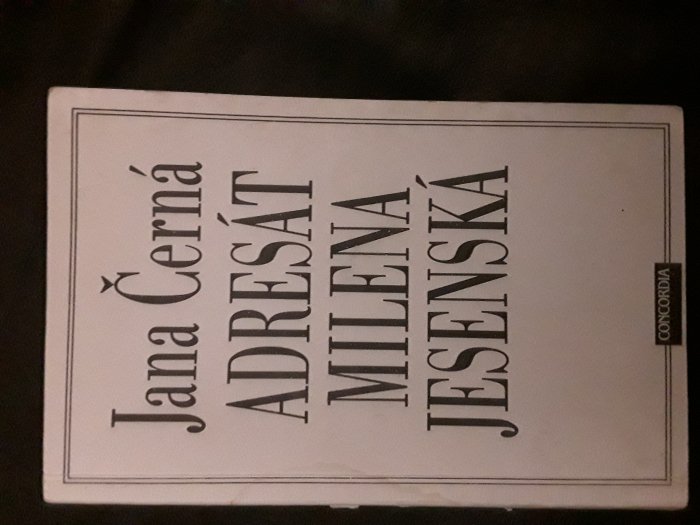 Jana Černá
ADRESÁT
MILENA
JESENSKÁ
CONCORDIA